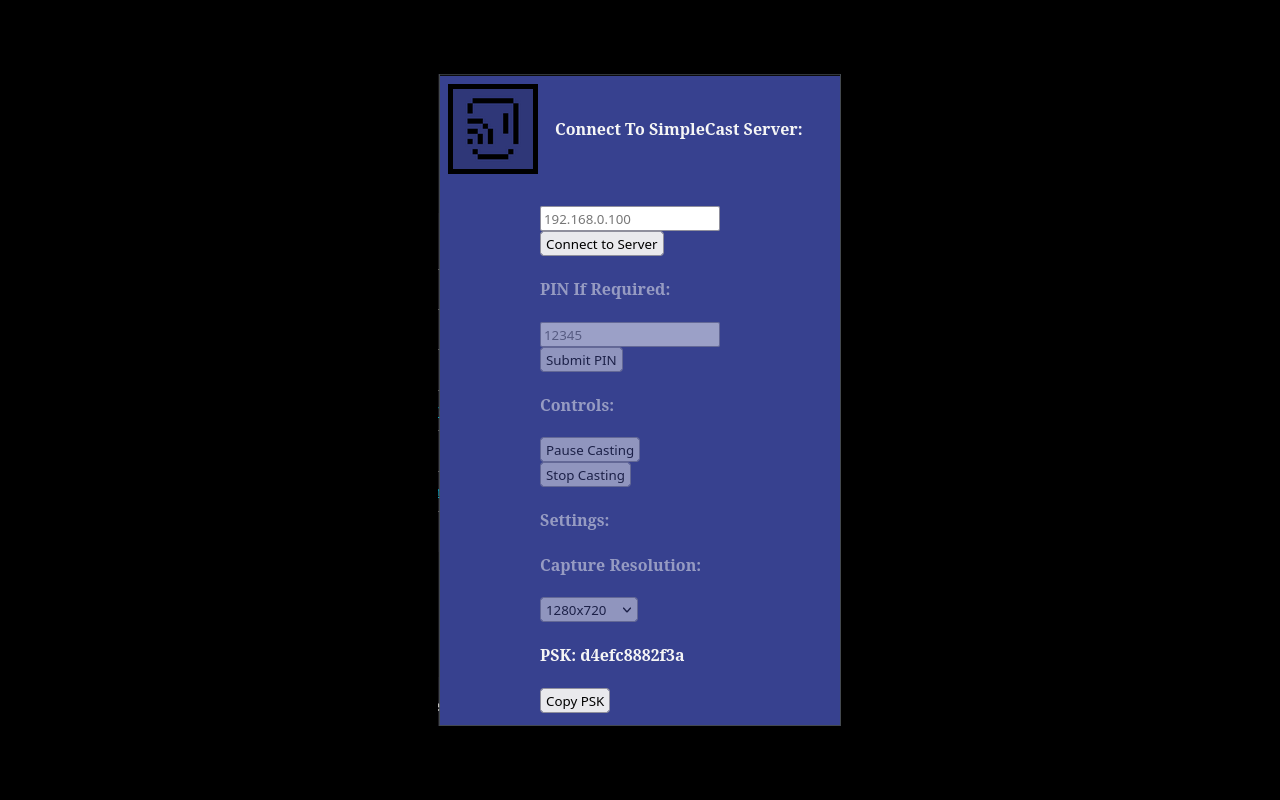 Connect To SimpleCast Server:
192.168.0.100
Connect to Server
PIN If Required:
12345
Submit PIN
Controls:
Pause Casting
Stop Casting
Settings:
Capture Resolution:
1280x720
PSK: d4efc8882f3a
Copy PSK